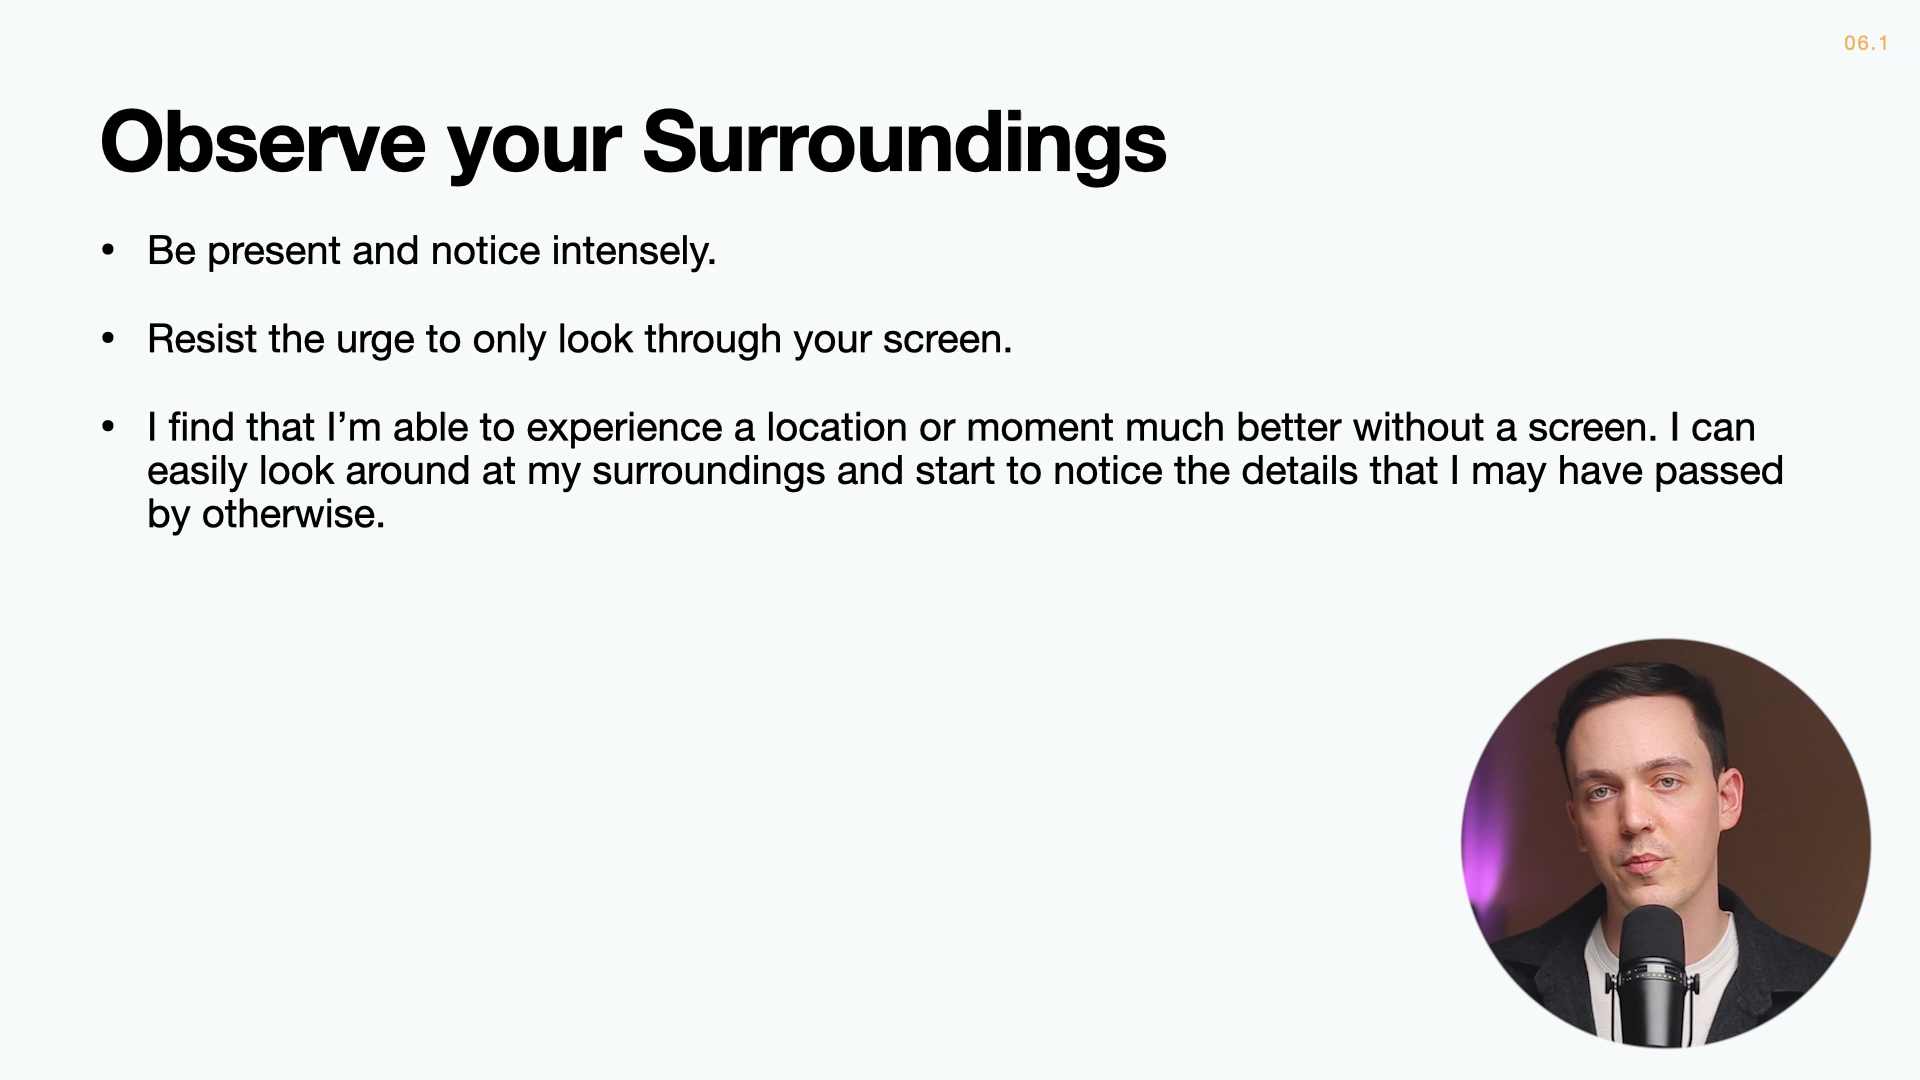 06.1
Observe your Surroundings
• Be present and notice intensely.
• Resist the urge to only look through your screen.
• I find that I’m able to experience a location or moment much better without a screen. I can
easily look around at my surroundings and start to notice the details that I may have passed
by otherwise.